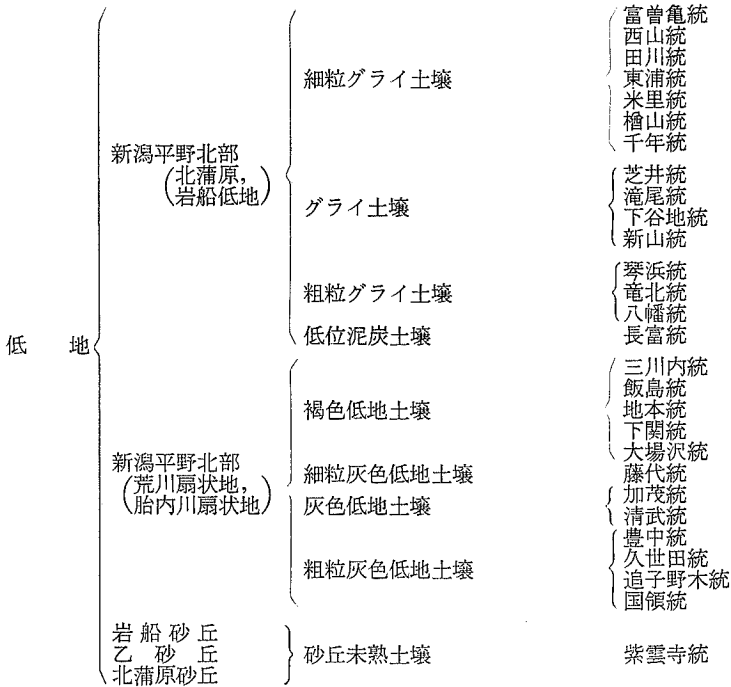 低 地
新潟平野北部
(北蒲原,
岩船低地)
細粒グライ土壌
富曽亀統
西山統
田川統
東浦統
米里統
檜山統
千年統
グライ土壌
芝井統
滝尾統
下谷地統
新山統
粗粒グライ土壌
琴浜統
竜北統
八幡統
低位泥炭土壌
長富統
新潟平野北部
(荒川扇状地,
胎内川扇状地)
褐色低地土壌
三川内統
飯島統
地本統
下関統
大場沢統
細粒灰色低地土壌
藤代統
灰色低地土壌
加茂統
清武統
粗粒灰色低地土壌
豊中統
久世田統
追子野木統
国領統
岩船砂丘
乙砂丘
北蒲原砂丘
砂丘未熟土壌
紫雲寺統